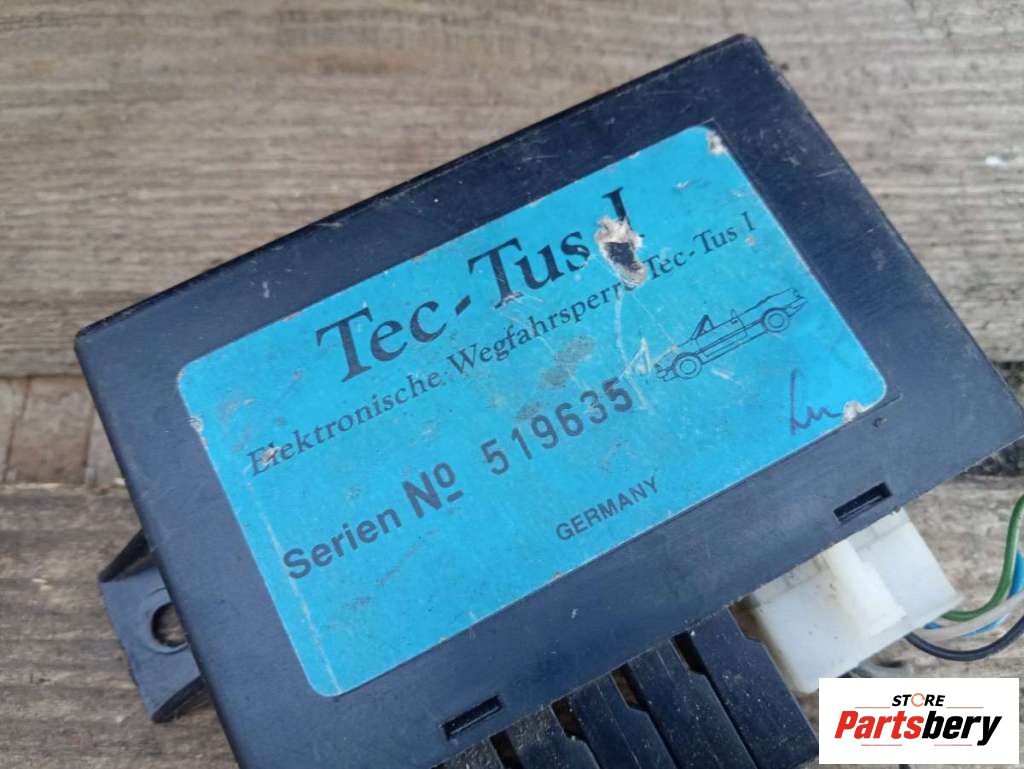 Tec-Tus I
Elektronische Wegfahrsperre Tec-Tus I
Serien Nº 519635
GERMANY
STORE
Partsbery